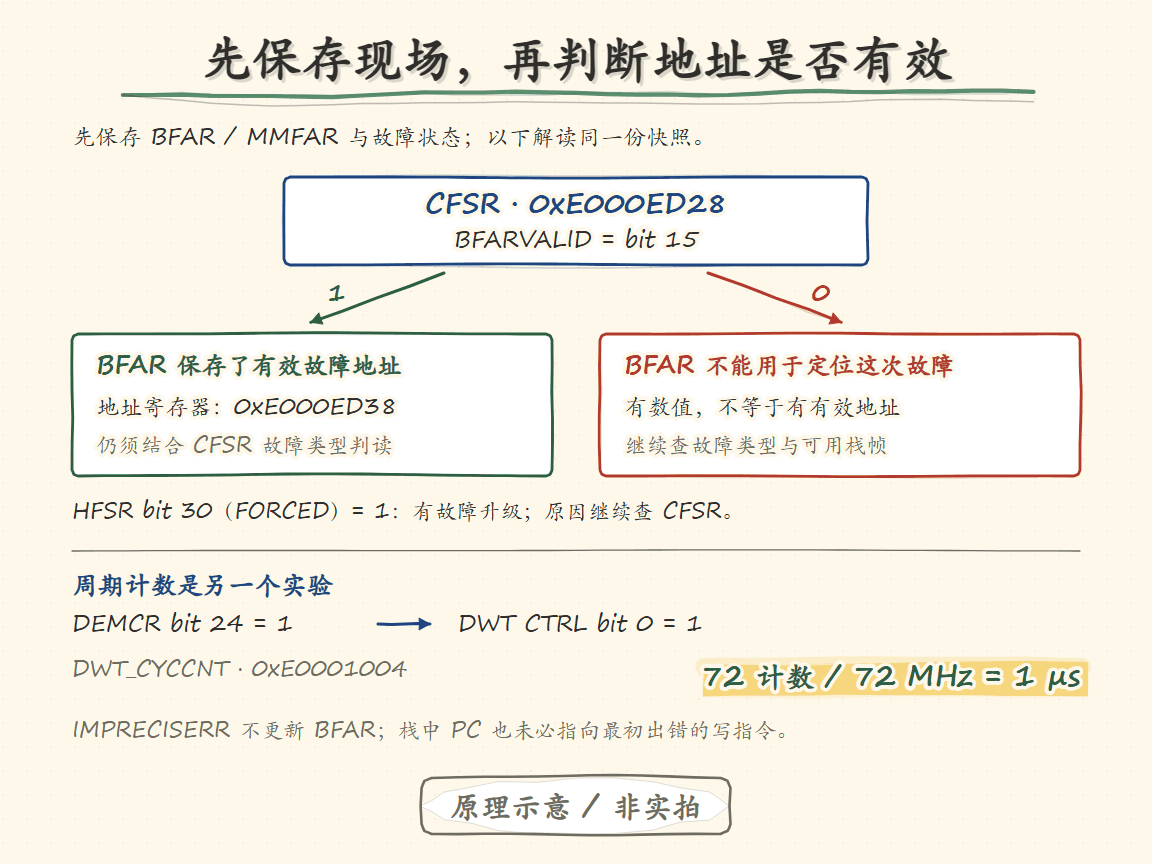 先保存现场，再判断地址是否有效
先保存 BFAR / MMFAR 与故障状态；以下解读同一份快照。
CFSR · 0xE000ED28
BFARVALID = bit 15
1
0
BFAR 保存了有效故障地址
地址寄存器：0xE000ED38
仍须结合 CFSR 故障类型判读
BFAR 不能用于定位这次故障
有数值，不等于有有效地址
继续查故障类型与可用栈帧
HFSR bit 30（FORCED）= 1：有故障升级；原因继续查 CFSR。
周期计数是另一个实验
DEMCR bit 24 = 1
DWT CTRL bit 0 = 1
DWT_CYCCNT · 0xE0001004
72 计数 / 72 MHz = 1 μs
IMPRECISERR 不更新 BFAR；栈中 PC 也未必指向最初出错的写指令。
原理示意 / 非实拍